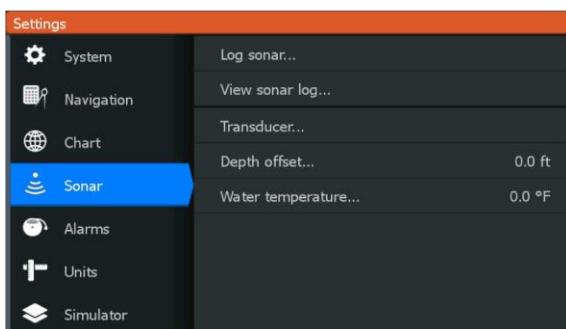 Settings
System
Navigation
Chart
Sonar
Alarms
Units
Simulator
Log sonar...
View sonar log...
Transducer...
Depth offset... 0.0 ft
Water temperature... 0.0 °F